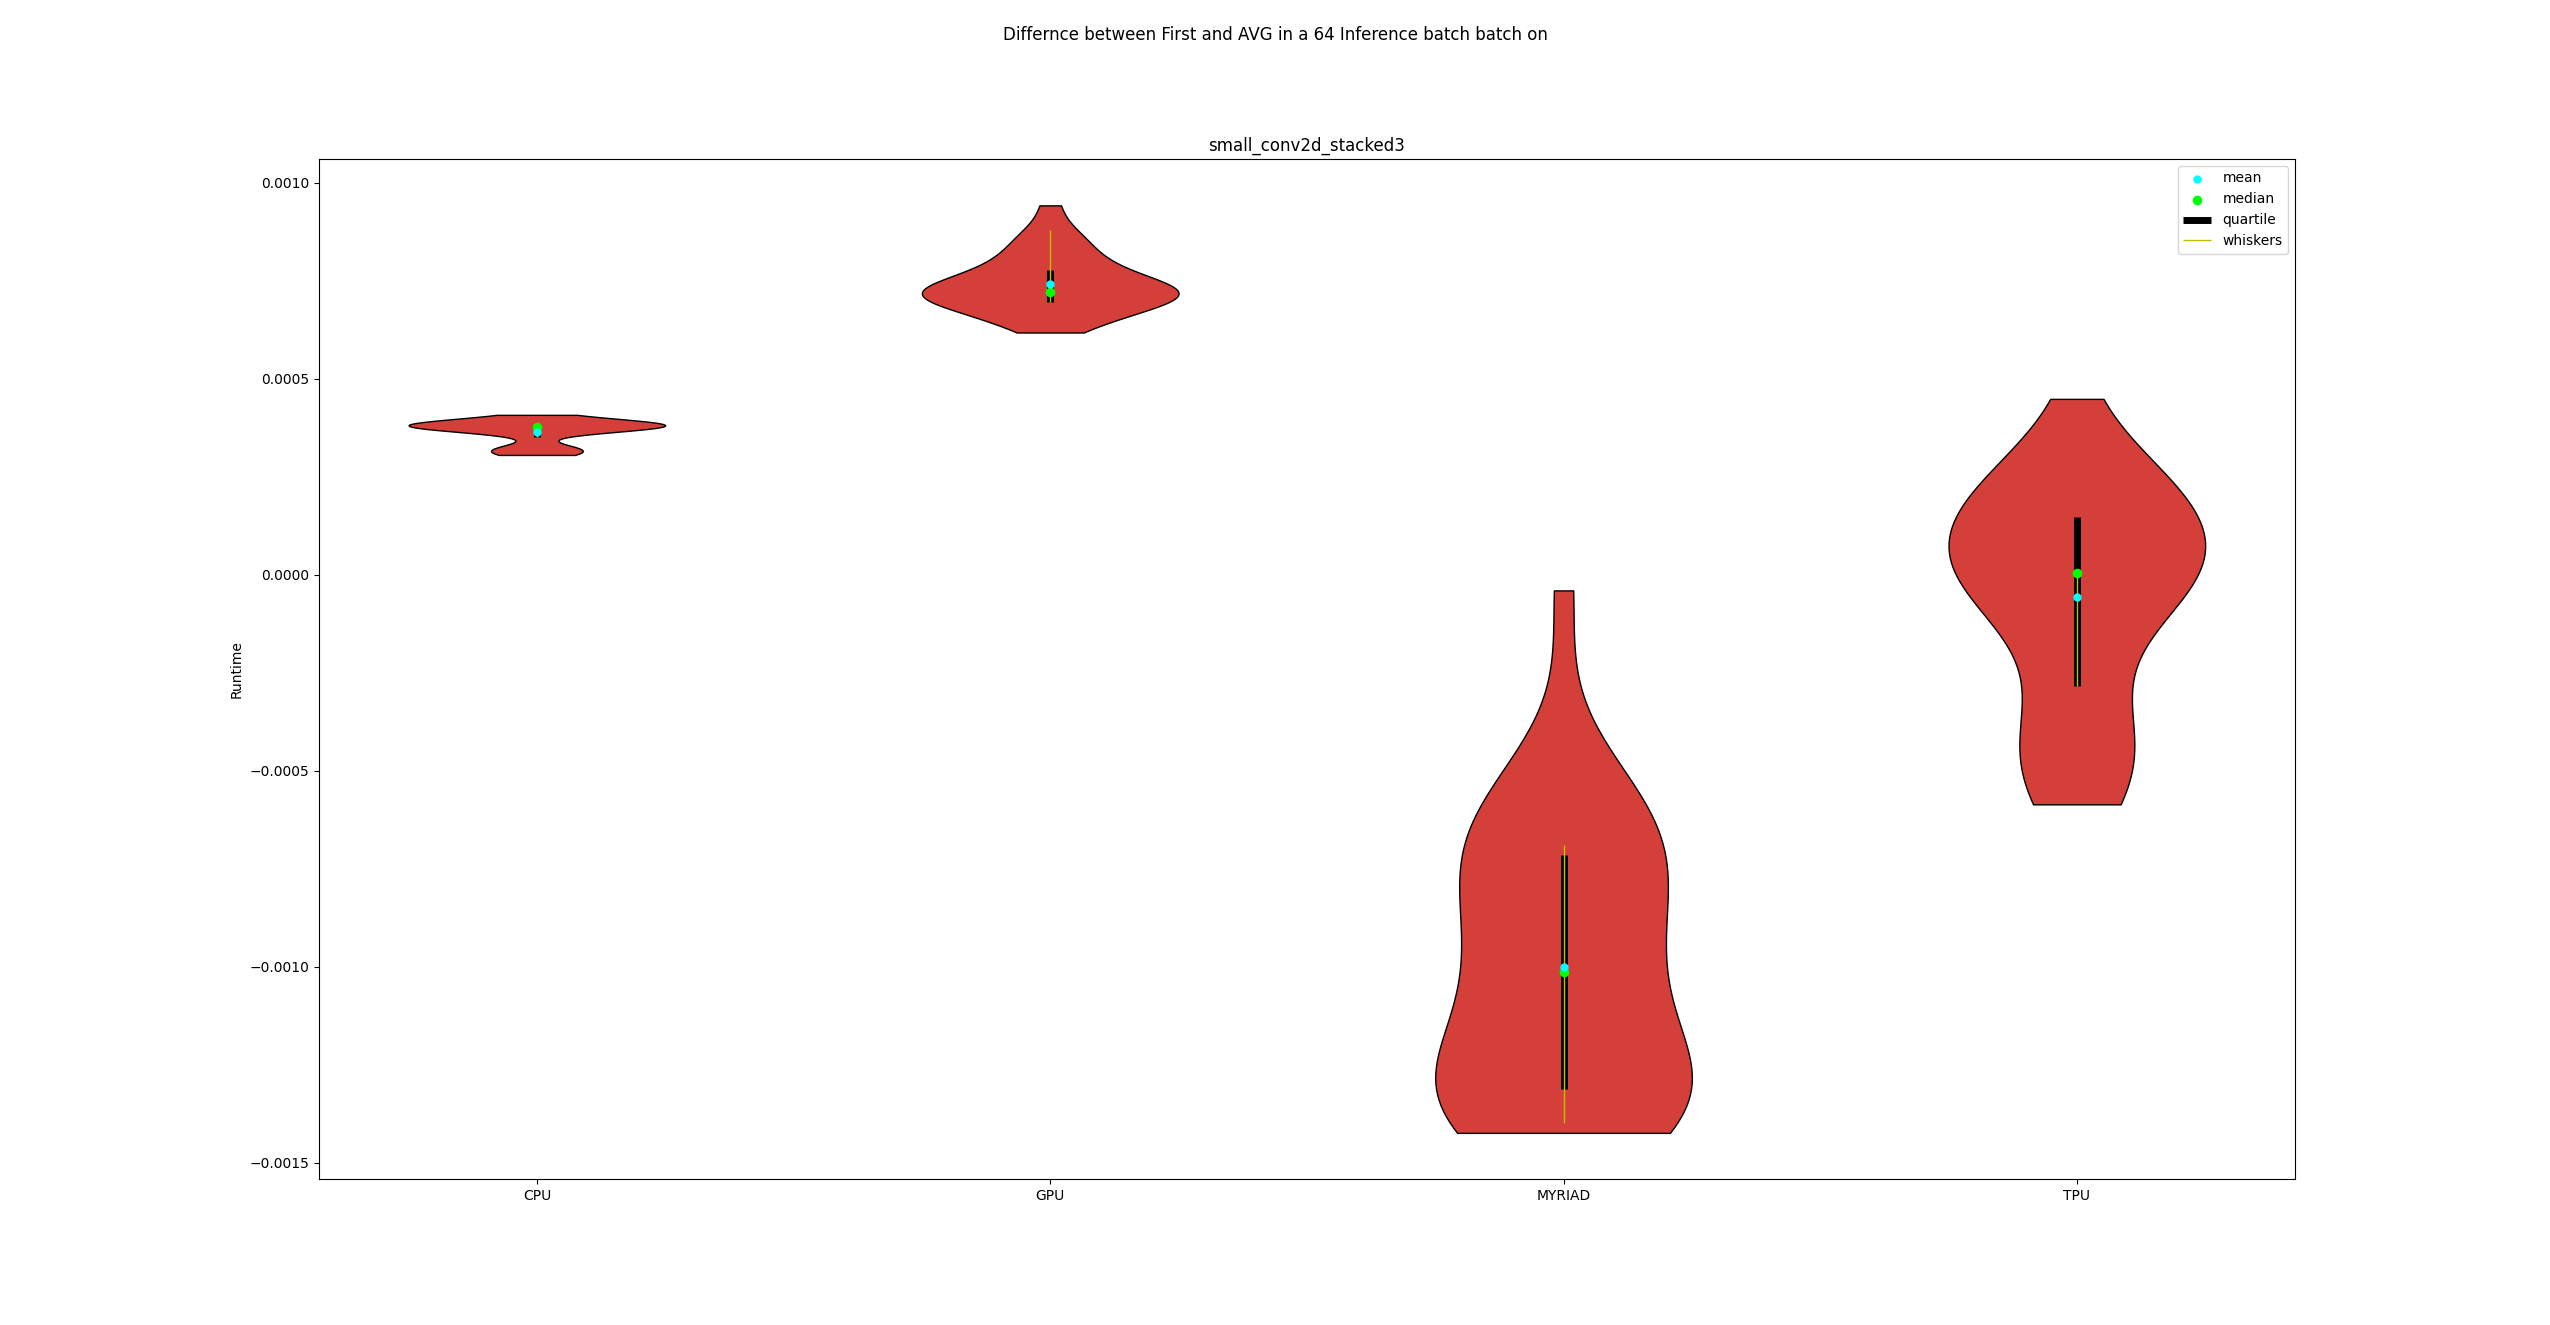 Differnce between First and AVG in a 64 Inference batch batch on
small_conv2d_stacked3
mean
median
quartile
whiskers
0.0010
0.0005
0.0000
−0.0005
−0.0010
−0.0015
Runtime
CPU GPU MYRIAD TPU